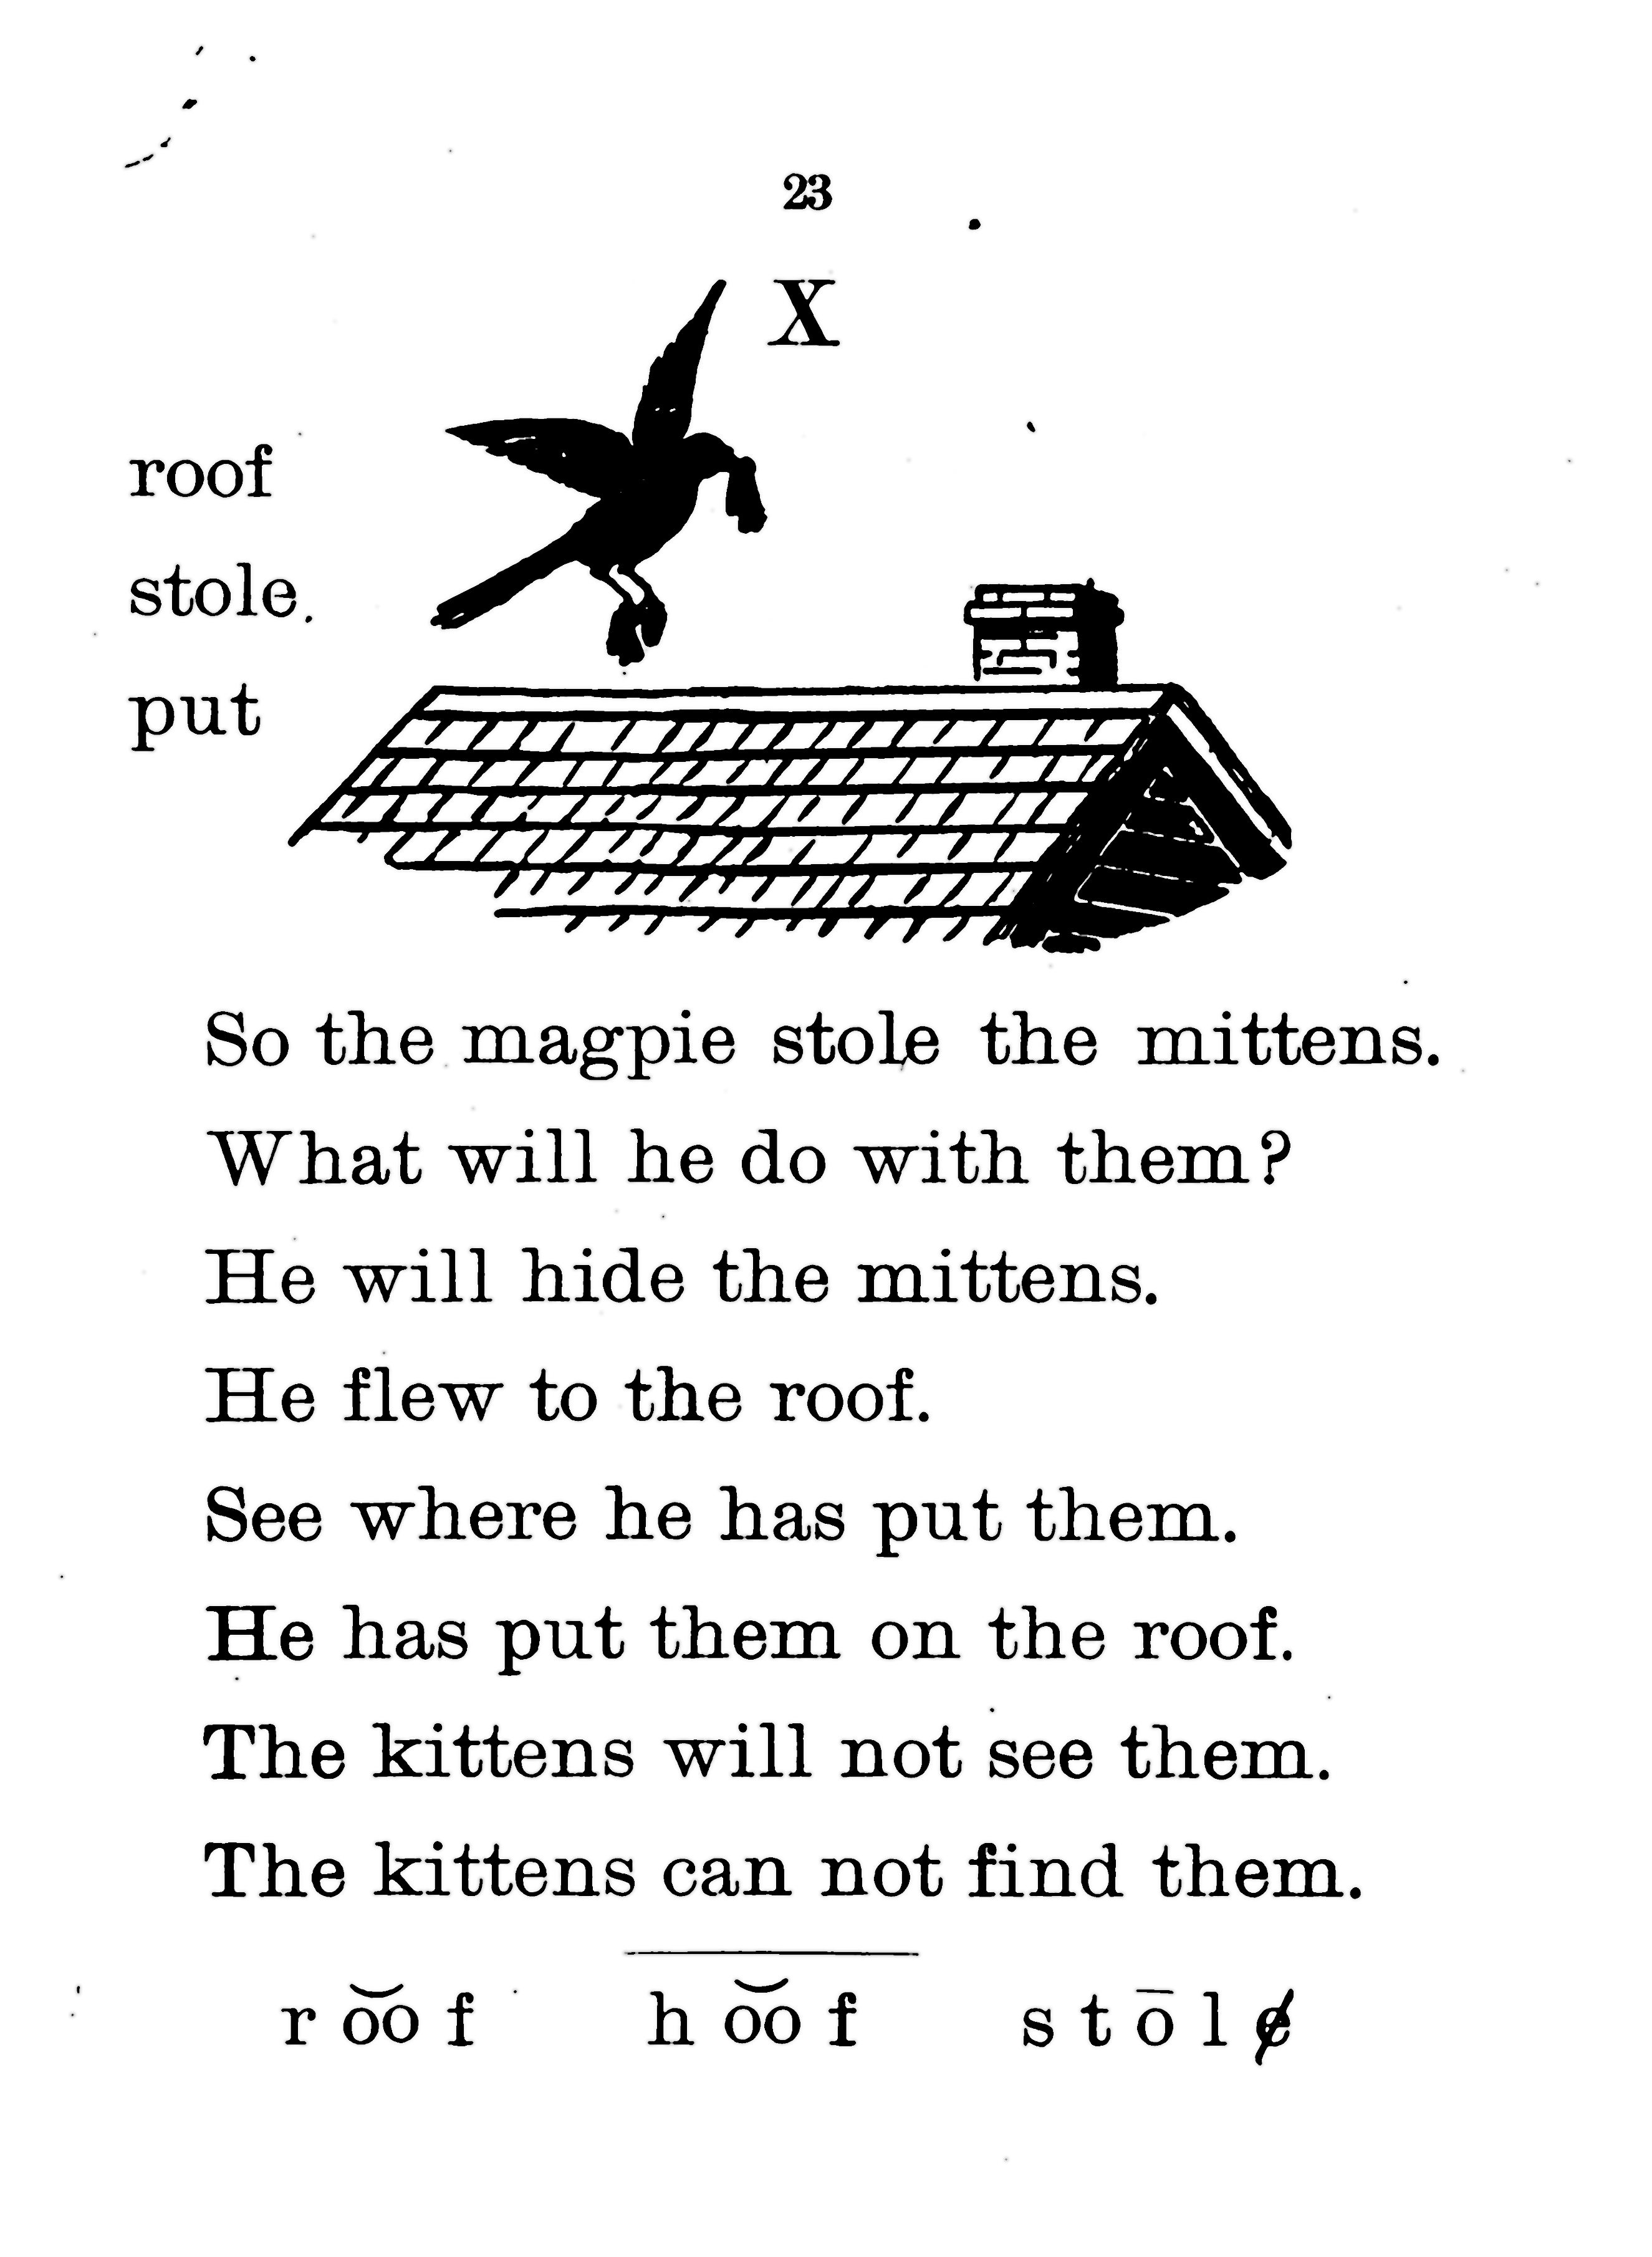 23
X
roof
stole
put
So the magpie stole the mittens.
What will he do with them?
He will hide the mittens.
He flew to the roof.
See where he has put them.
He has put them on the roof.
The kittens will not see them.
The kittens can not find them.
r o͝o f h o͝o f s t ō l e̸